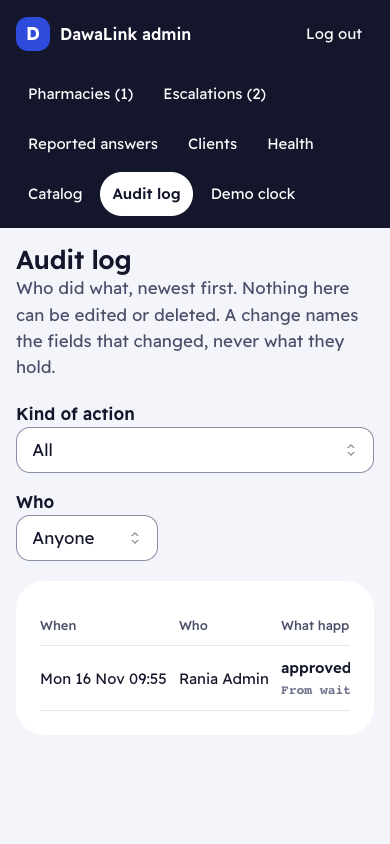 D DawaLink admin Log out
Pharmacies (1) Escalations (2)
Reported answers Clients Health
Catalog Audit log Demo clock
Audit log
Who did what, newest first. Nothing here
can be edited or deleted. A change names
the fields that changed, never what they
hold.
Kind of action
All
Who
Anyone
When Who What happ
Mon 16 Nov 09:55 Rania Admin approved
From wait